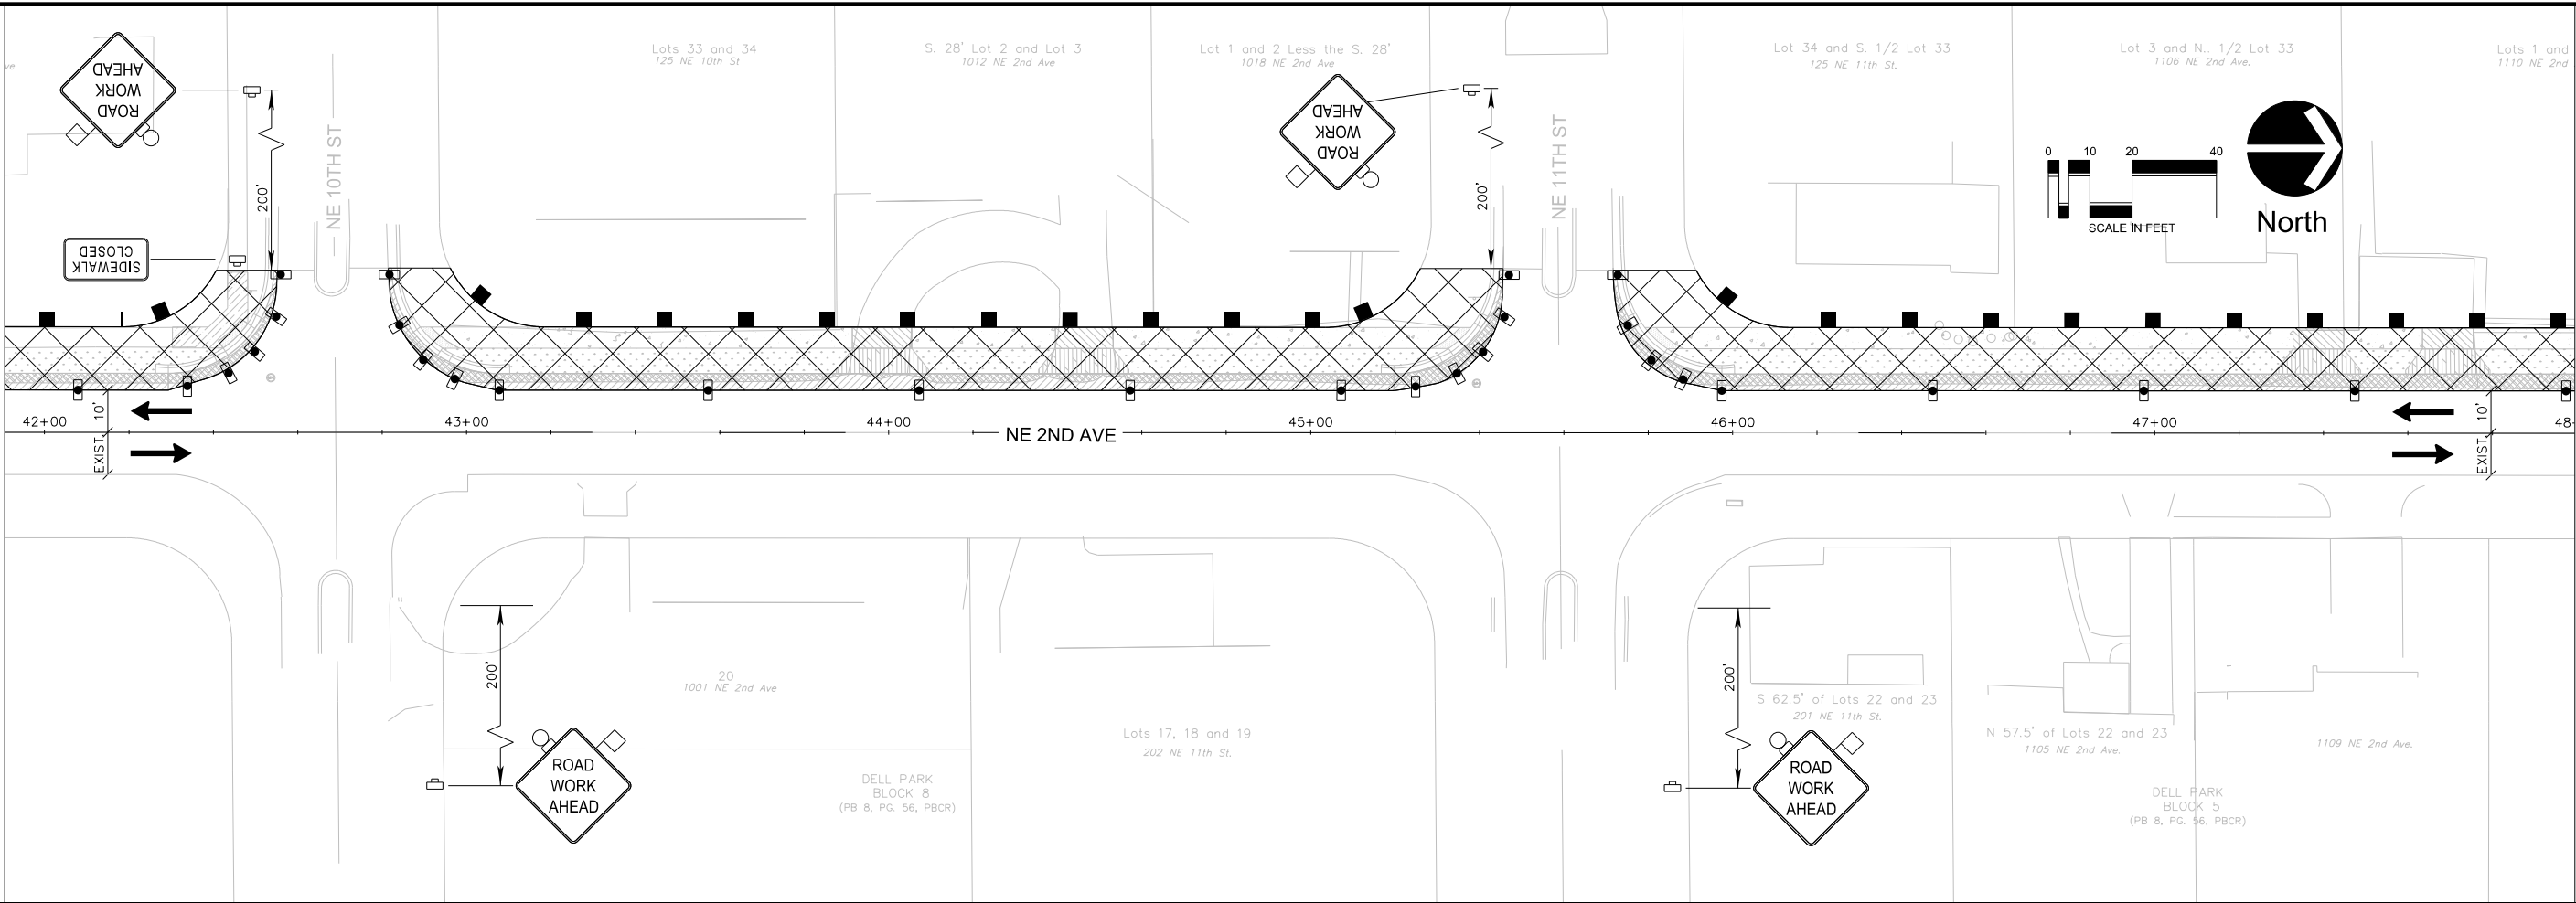 ve
ROAD
WORK
AHEAD
SIDEWALK
CLOSED
200'
NE 10TH ST
Lots 33 and 34
125 NE 10th St
S. 28' Lot 2 and Lot 3
1012 NE 2nd Ave
Lot 1 and 2 Less the S. 28'
1018 NE 2nd Ave
ROAD
WORK
AHEAD
200'
NE 11TH ST
Lot 34 and S. 1/2 Lot 33
125 NE 11th St.
Lot 3 and N.. 1/2 Lot 33
1106 NE 2nd Ave.
Lots 1 and
1110 NE 2nd
0 10 20 40
SCALE IN FEET
North
42+00
10'
EXIST.
43+00
44+00
NE 2ND AVE
45+00
46+00
47+00
10'
EXIST.
48+
200'
ROAD
WORK
AHEAD
20
1001 NE 2nd Ave
DELL PARK
BLOCK 8
(PB 8, PG. 56, PBCR)
Lots 17, 18 and 19
202 NE 11th St.
200'
ROAD
WORK
AHEAD
S 62.5' of Lots 22 and 23
201 NE 11th St.
N 57.5' of Lots 22 and 23
1105 NE 2nd Ave.
1109 NE 2nd Ave.
DELL PARK
BLOCK 5
(PB 8, PG. 56, PBCR)